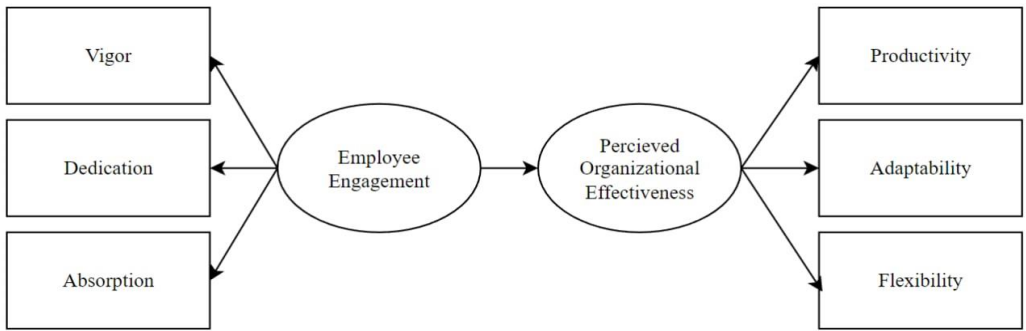 Vigor
Dedication
Absorption
Employee
Engagement
Percieved
Organizational
Effectiveness
Productivity
Adaptability
Flexibility